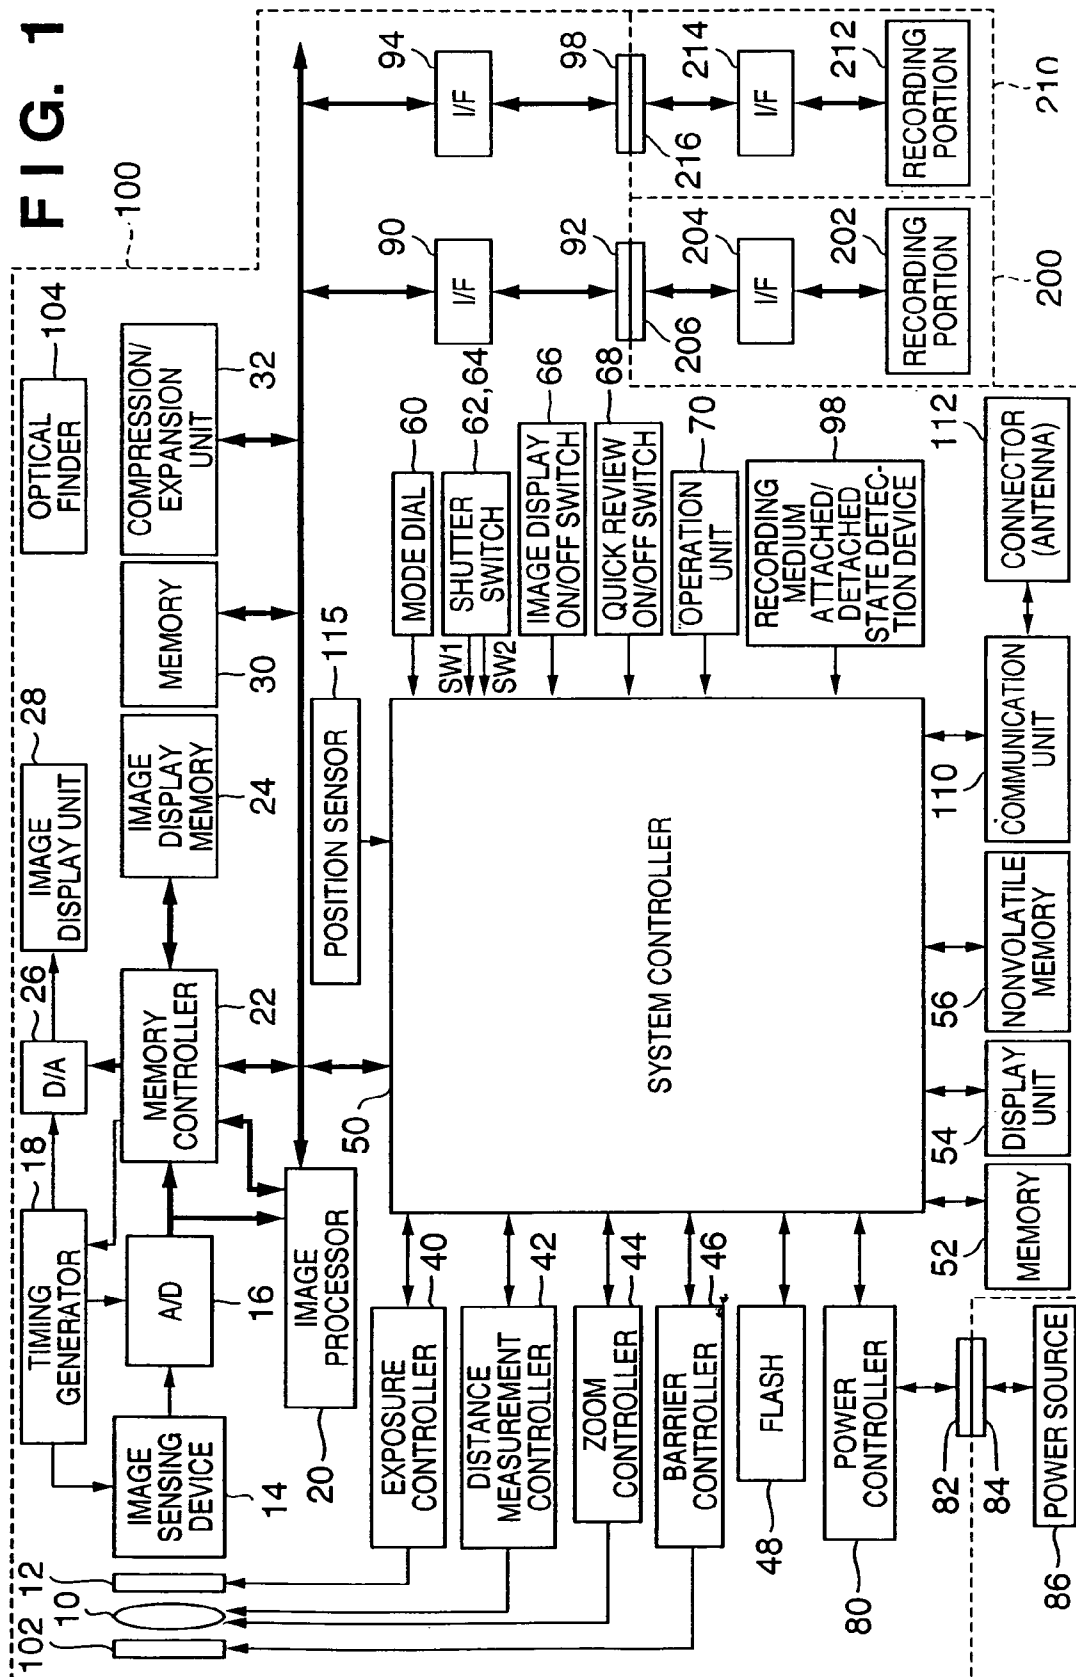 FIG. 1
100
OPTICAL
FINDER
104
COMPRESSION/
EXPANSION
UNIT
32
MEMORY
30
IMAGE
DISPLAY UNIT
28
IMAGE
DISPLAY
MEMORY
24
D/A
26
MEMORY
CONTROLLER
22
TIMING
GENERATOR
18
A/D
16
IMAGE
SENSING
DEVICE
14
12
10
102
IMAGE
PROCESSOR
20
POSITION SENSOR
115
I/F
94
98
216
I/F
214
RECORDING
PORTION
212
210
I/F
90
92
206
I/F
204
RECORDING
PORTION
202
200
MODE DIAL
60
SHUTTER
SWITCH
62,64
SW1
SW2
IMAGE DISPLAY
ON/OFF SWITCH
66
QUICK REVIEW
ON/OFF SWITCH
68
OPERATION
UNIT
70
RECORDING
MEDIUM
ATTACHED/
DETACHED
STATE DETEC-
TION DEVICE
98
SYSTEM CONTROLLER
50
EXPOSURE
CONTROLLER
40
DISTANCE
MEASUREMENT
CONTROLLER
42
ZOOM
CONTROLLER
44
BARRIER
CONTROLLER
46
FLASH
48
POWER
CONTROLLER
80
82
84
POWER SOURCE
86
MEMORY
52
DISPLAY
UNIT
54
NONVOLATILE
MEMORY
56
COMMUNICATION
UNIT
110
CONNECTOR
(ANTENNA)
112